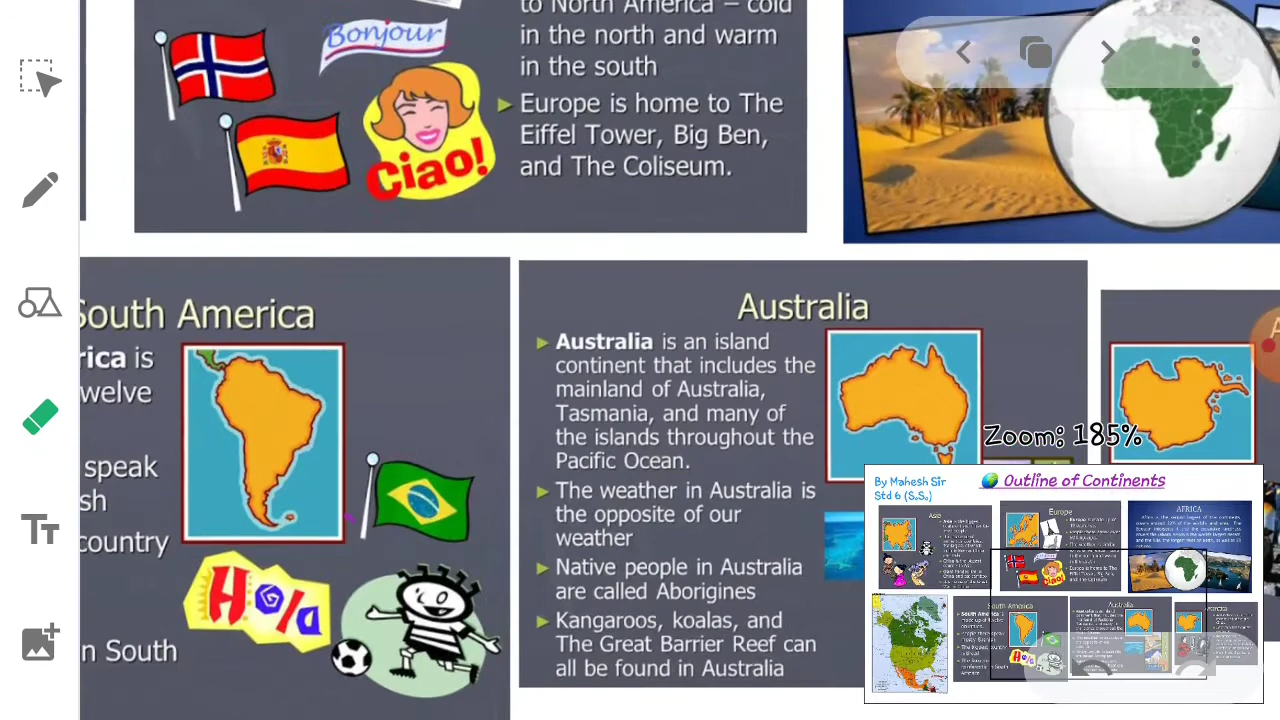 to North America – cold
in the north and warm
in the south
Europe is home to The
Eiffel Tower, Big Ben,
and The Coliseum.
Bonjour
Ciao!
South America
rica is
welve
speak
sh
country
n South
Hola
Australia
Australia is an island
continent that includes the
mainland of Australia,
Tasmania, and many of
the islands throughout the
Pacific Ocean.
The weather in Australia is
the opposite of our
weather
Native people in Australia
are called Aborigines
Kangaroos, koalas, and
The Great Barrier Reef can
all be found in Australia
Zoom: 185%
By Mahesh Sir
Std 6 (S.S.)
Outline of Continents
Asia
Europe
AFRICA
South America
Australia
Tt